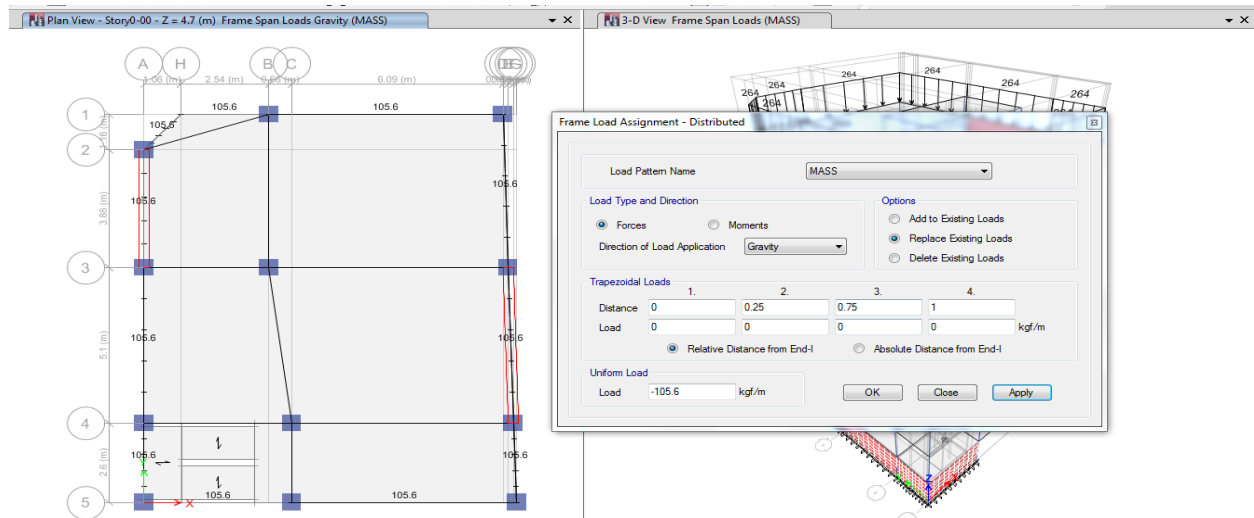 Plan View - Story0-00 - Z = 4.7 (m) Frame Span Loads Gravity (MASS)
3-D View Frame Span Loads (MASS)
A H B C G
1.06 (m) 2.54 (m) 6.09 (m)
1
105.6 105.6
105.6
1.16 (m)
2
105.6
105.6
3.86 (m)
3
5.1 (m)
105.6
105.6
4
2.6 (m)
105.6
105.6
105.6
105.6
5
X
264 264 264 264
264 264
264
Frame Load Assignment - Distributed
Load Pattern Name MASS
Load Type and Direction
Forces Moments
Direction of Load Application Gravity
Options
Add to Existing Loads
Replace Existing Loads
Delete Existing Loads
Trapezoidal Loads
1. 2. 3. 4.
Distance 0 0.25 0.75 1
Load 0 0 0 0 kgf/m
Relative Distance from End-I Absolute Distance from End-I
Uniform Load
Load -105.6 kgf/m
OK Close Apply
Z